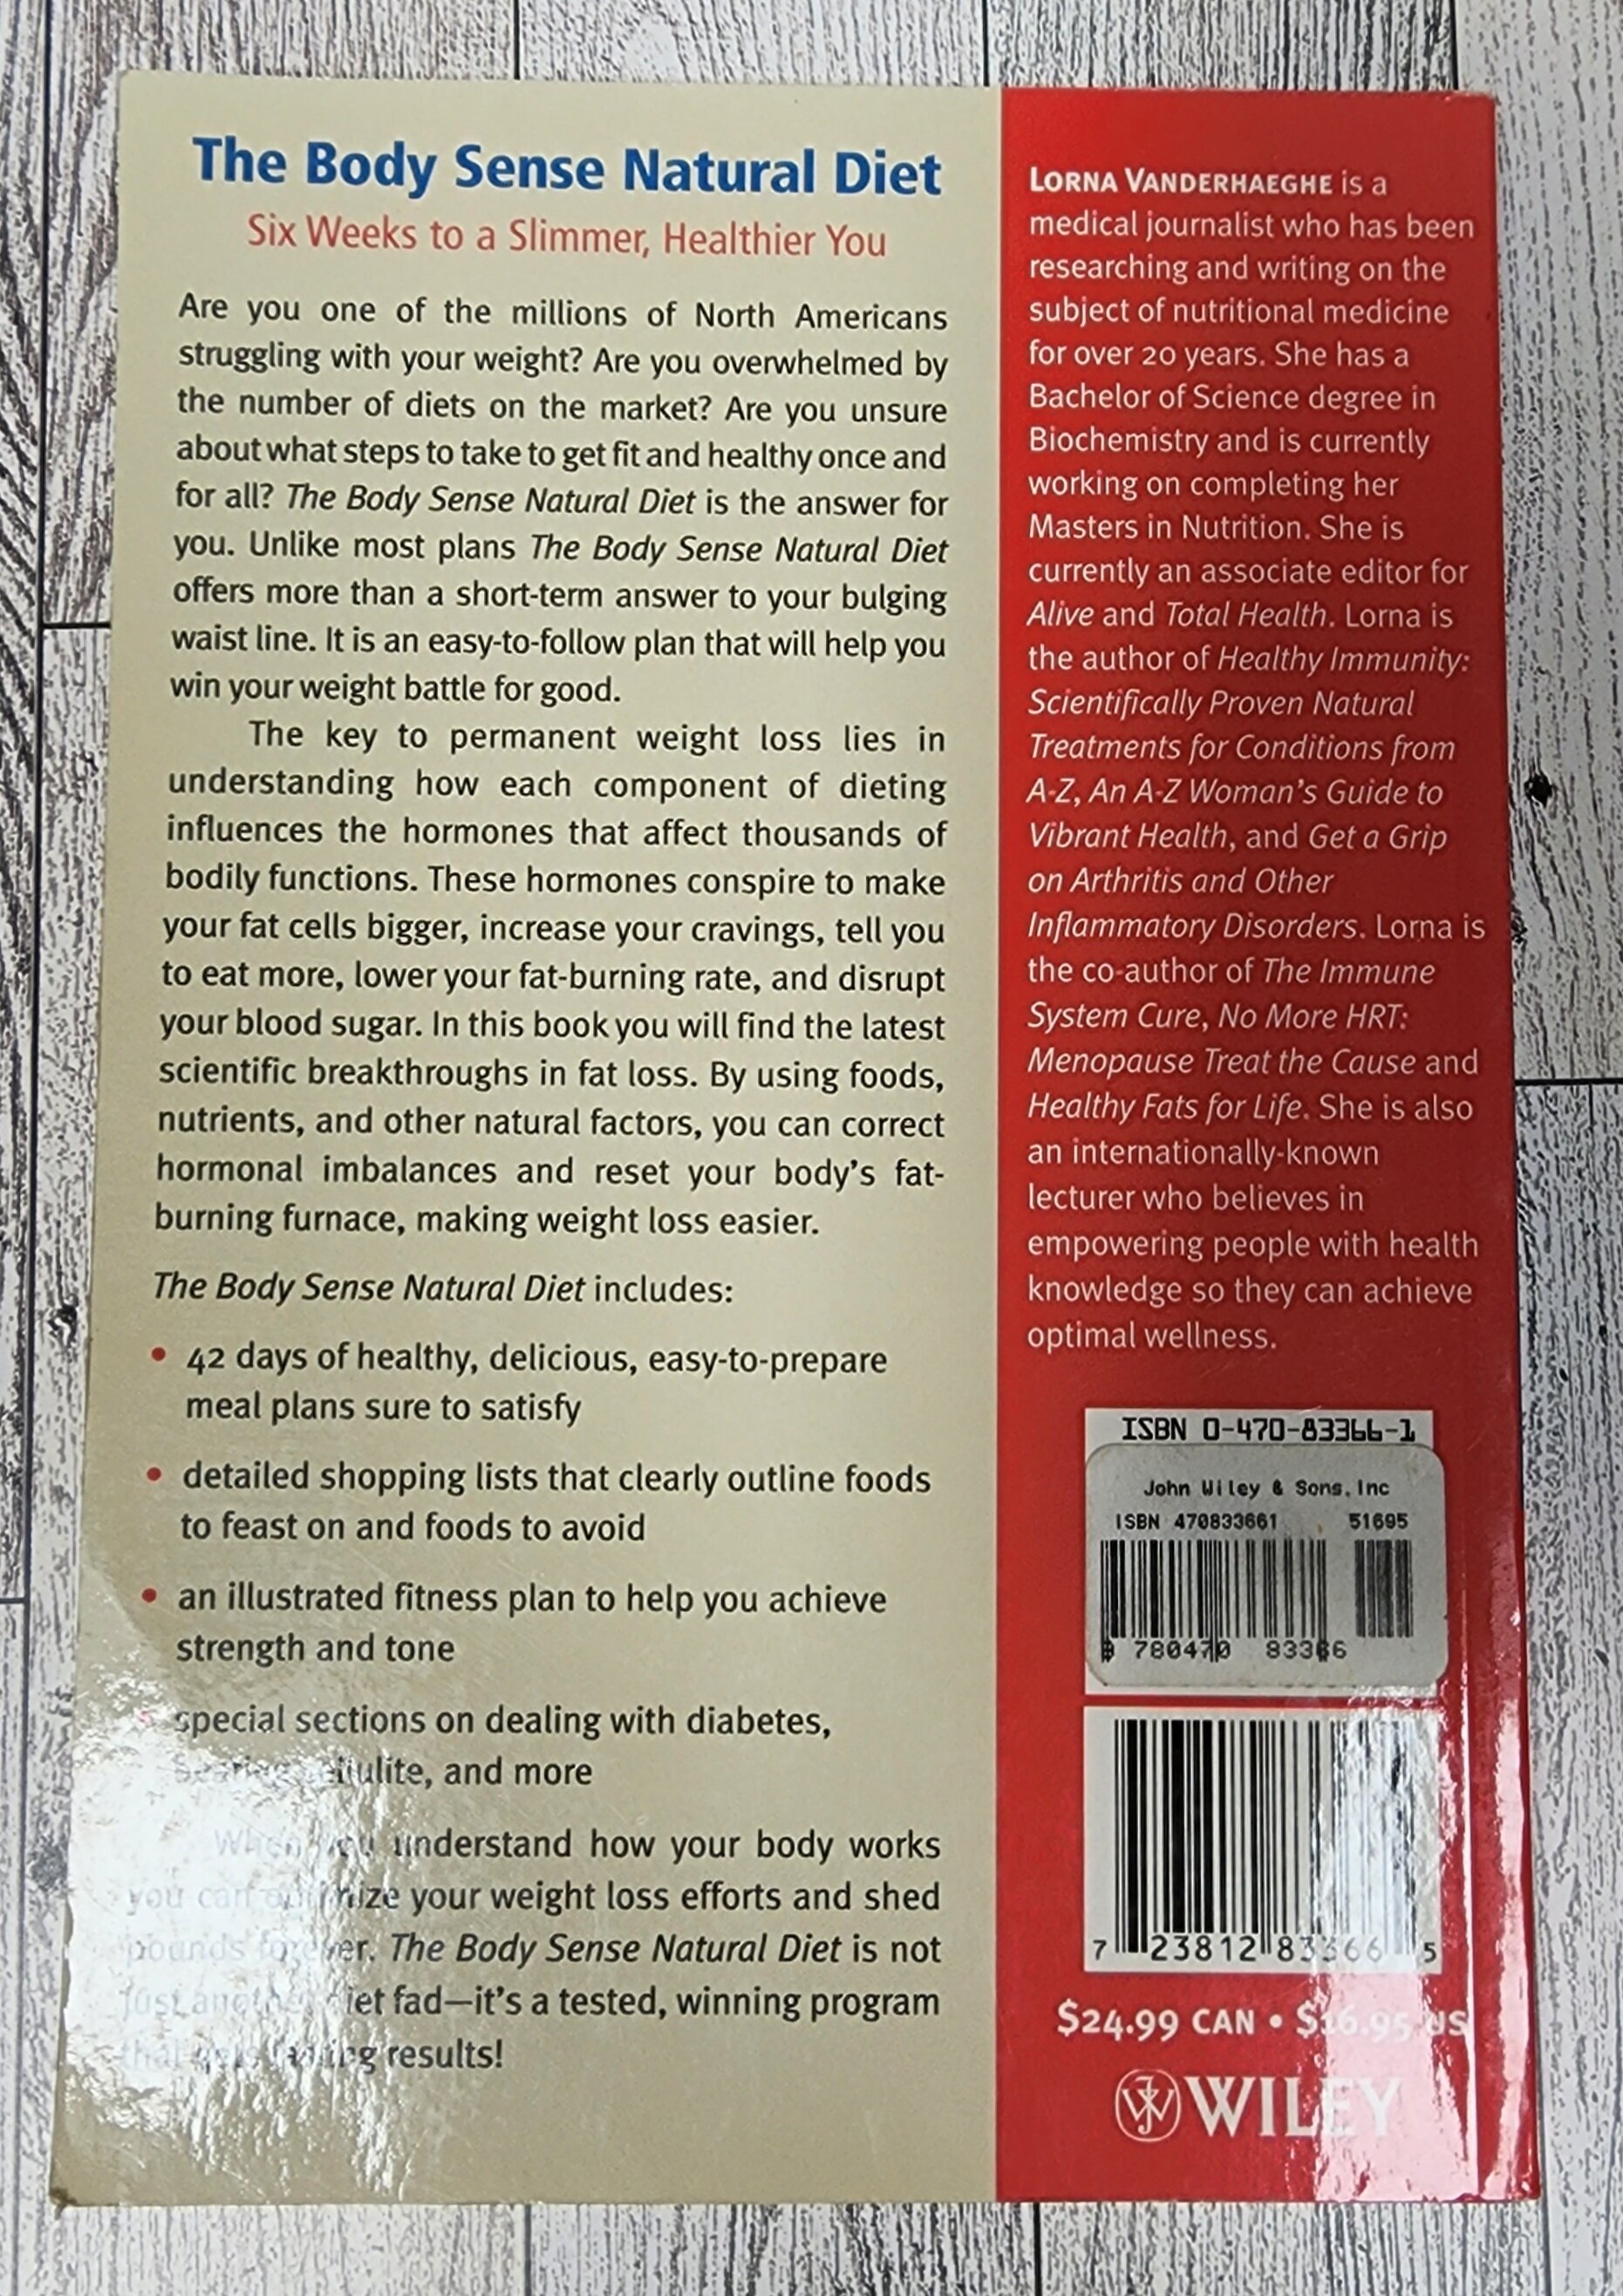 The Body Sense Natural Diet
Six Weeks to a Slimmer, Healthier You
Are you one of the millions of North Americans
struggling with your weight? Are you overwhelmed by
the number of diets on the market? Are you unsure
about what steps to take to get fit and healthy once and
for all? The Body Sense Natural Diet is the answer for
you. Unlike most plans The Body Sense Natural Diet
offers more than a short-term answer to your bulging
waist line. It is an easy-to-follow plan that will help you
win your weight battle for good.
The key to permanent weight loss lies in
understanding how each component of dieting
influences the hormones that affect thousands of
bodily functions. These hormones conspire to make
your fat cells bigger, increase your cravings, tell you
to eat more, lower your fat-burning rate, and disrupt
your blood sugar. In this book you will find the latest
scientific breakthroughs in fat loss. By using foods,
nutrients, and other natural factors, you can correct
hormonal imbalances and reset your body's fat-
burning furnace, making weight loss easier.
The Body Sense Natural Diet includes:
• 42 days of healthy, delicious, easy-to-prepare
meal plans sure to satisfy
• detailed shopping lists that clearly outline foods
to feast on and foods to avoid
• an illustrated fitness plan to help you achieve
strength and tone
• special sections on dealing with diabetes,
cellulite, and more
When you understand how your body works
you can optimize your weight loss efforts and shed
pounds forever. The Body Sense Natural Diet is not
just another diet fad—it's a tested, winning program
that gets lasting results!
LORNA VANDERHAEGHE is a
medical journalist who has been
researching and writing on the
subject of nutritional medicine
for over 20 years. She has a
Bachelor of Science degree in
Biochemistry and is currently
working on completing her
Masters in Nutrition. She is
currently an associate editor for
Alive and Total Health. Lorna is
the author of Healthy Immunity:
Scientifically Proven Natural
Treatments for Conditions from
A-Z, An A-Z Woman's Guide to
Vibrant Health, and Get a Grip
on Arthritis and Other
Inflammatory Disorders. Lorna is
the co-author of The Immune
System Cure, No More HRT:
Menopause Treat the Cause and
Healthy Fats for Life. She is also
an internationally-known
lecturer who believes in
empowering people with health
knowledge so they can achieve
optimal wellness.
ISBN 0-470-83366-1
John Wiley & Sons, Inc
ISBN 470833661 51695
9 780470 83366
7 23812 83366 5
$24.99 CAN • $16.95 US
WILEY